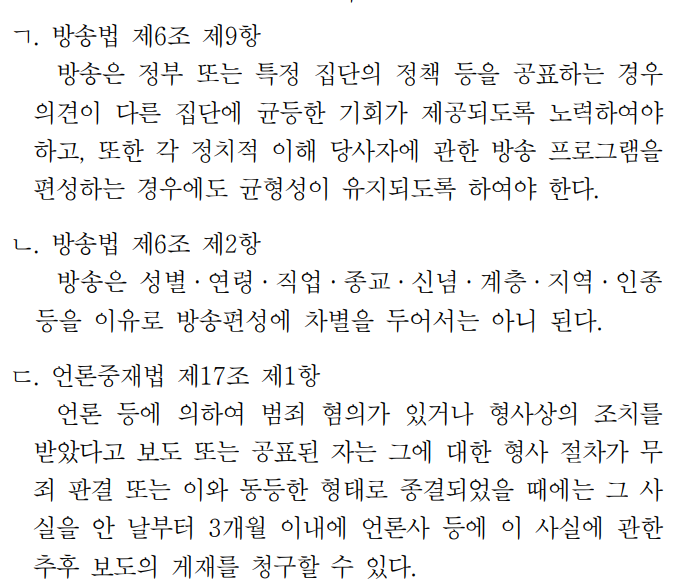 ㄱ. 방송법 제6조 제9항
방송은 정부 또는 특정 집단의 정책 등을 공표하는 경우
의견이 다른 집단에 균등한 기회가 제공되도록 노력하여야
하고, 또한 각 정치적 이해 당사자에 관한 방송 프로그램을
편성하는 경우에도 균형성이 유지되도록 하여야 한다.
ㄴ. 방송법 제6조 제2항
방송은 성별·연령·직업·종교·신념·계층·지역·인종
등을 이유로 방송편성에 차별을 두어서는 아니 된다.
ㄷ. 언론중재법 제17조 제1항
언론 등에 의하여 범죄 혐의가 있거나 형사상의 조치를
받았다고 보도 또는 공표된 자는 그에 대한 형사 절차가 무
죄 판결 또는 이와 동등한 형태로 종결되었을 때에는 그 사
실을 안 날부터 3개월 이내에 언론사 등에 이 사실에 관한
추후 보도의 게재를 청구할 수 있다.